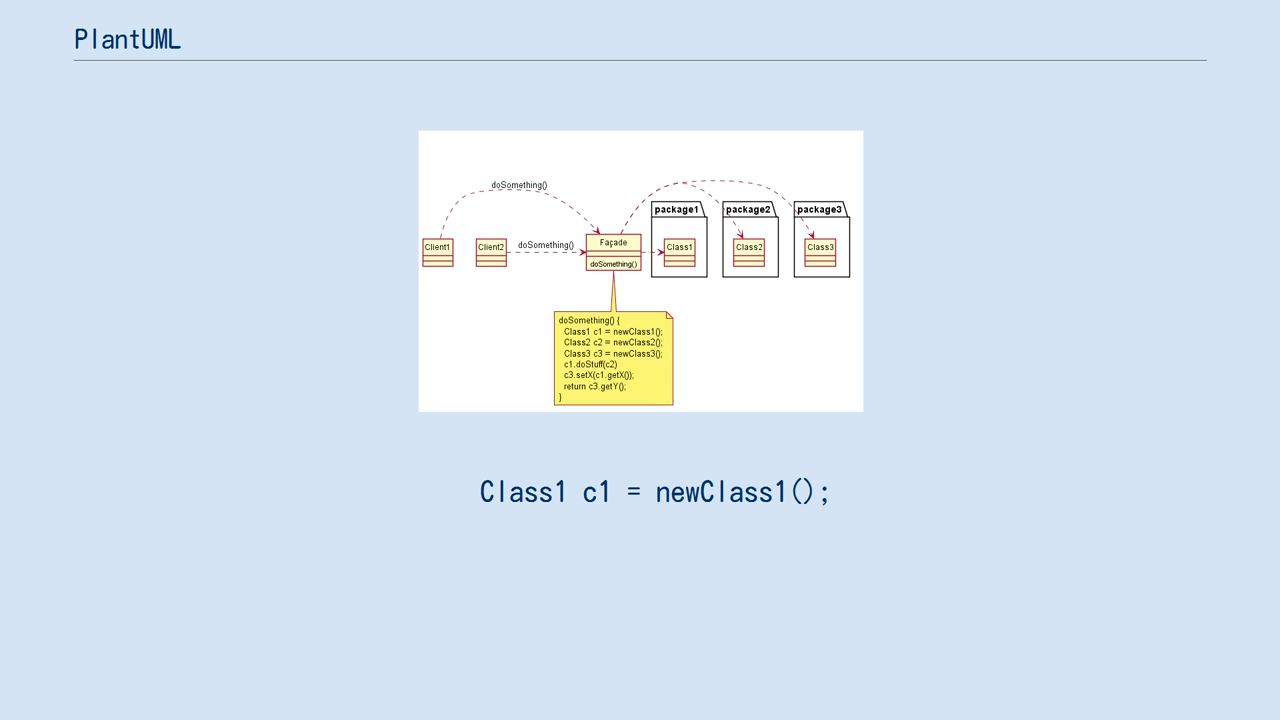 PlantUML
doSomething()
package1 package2 package3
Client1 Client2 doSomething() Façade Class1 Class2 Class3
doSomething()
doSomething() {
Class1 c1 = newClass1();
Class2 c2 = newClass2();
Class3 c3 = newClass3();
c1.doStuff(c2)
c3.setX(c1.getX());
return c3.getY();
}
Class1 c1 = newClass1();